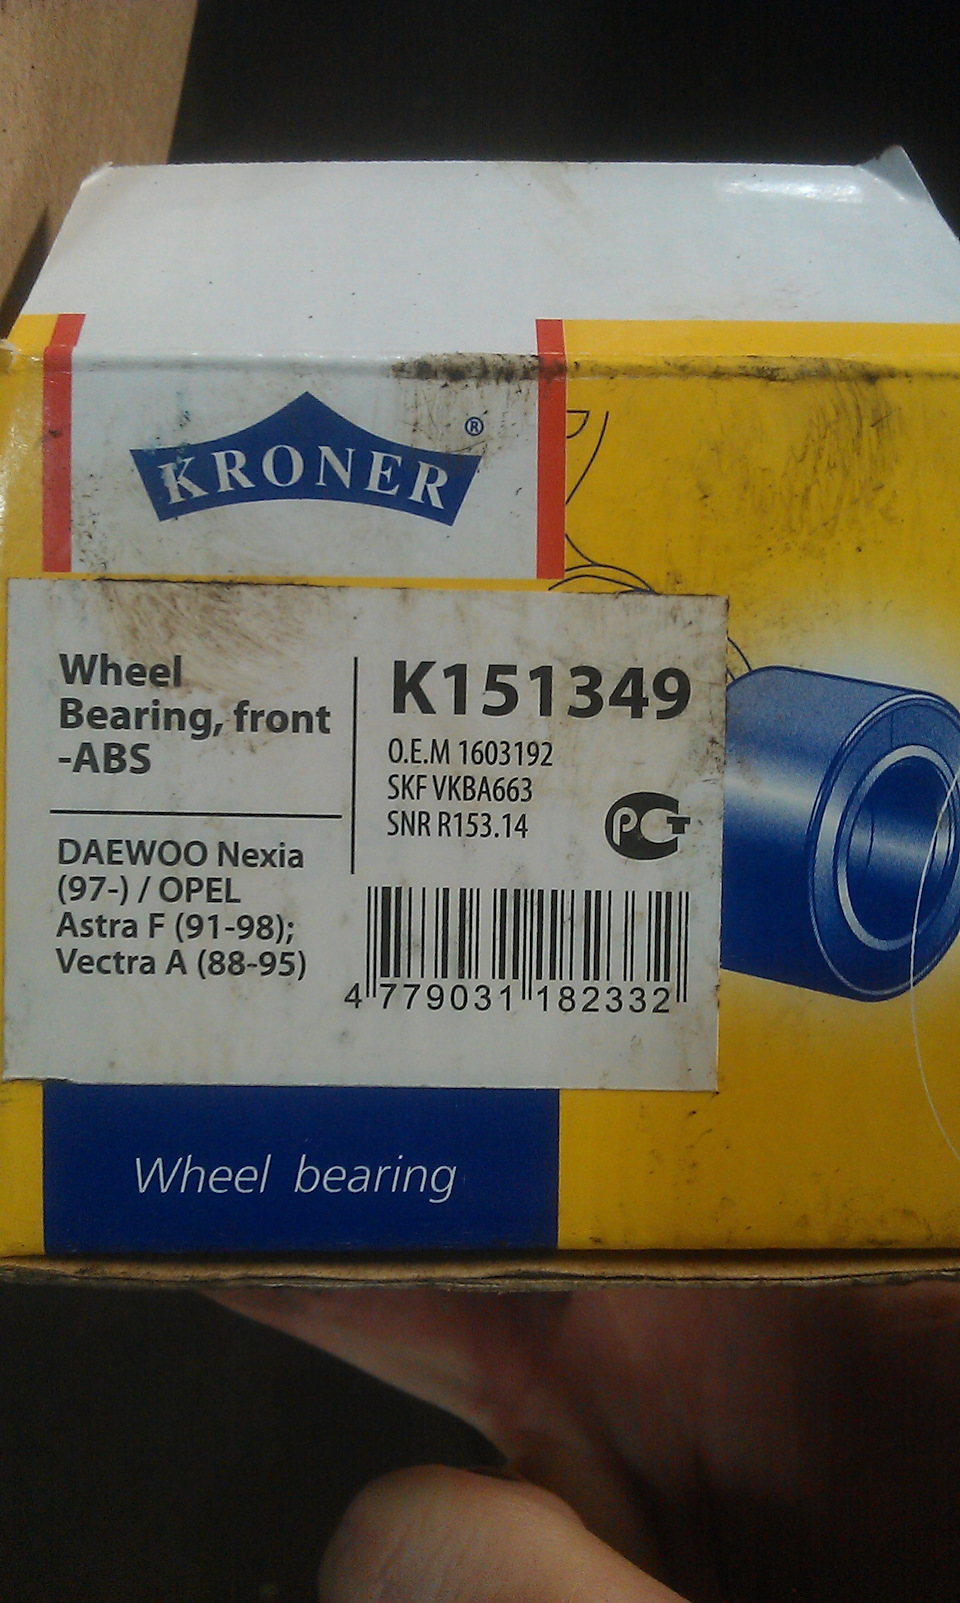 KRONER ®
Wheel
Bearing, front
-ABS
DAEWOO Nexia
(97-) / OPEL
Astra F (91-98);
Vectra A (88-95)
K151349
O.E.M 1603192
SKF VKBA663
SNR R153.14
РСТ
4 779031 182332
Wheel bearing